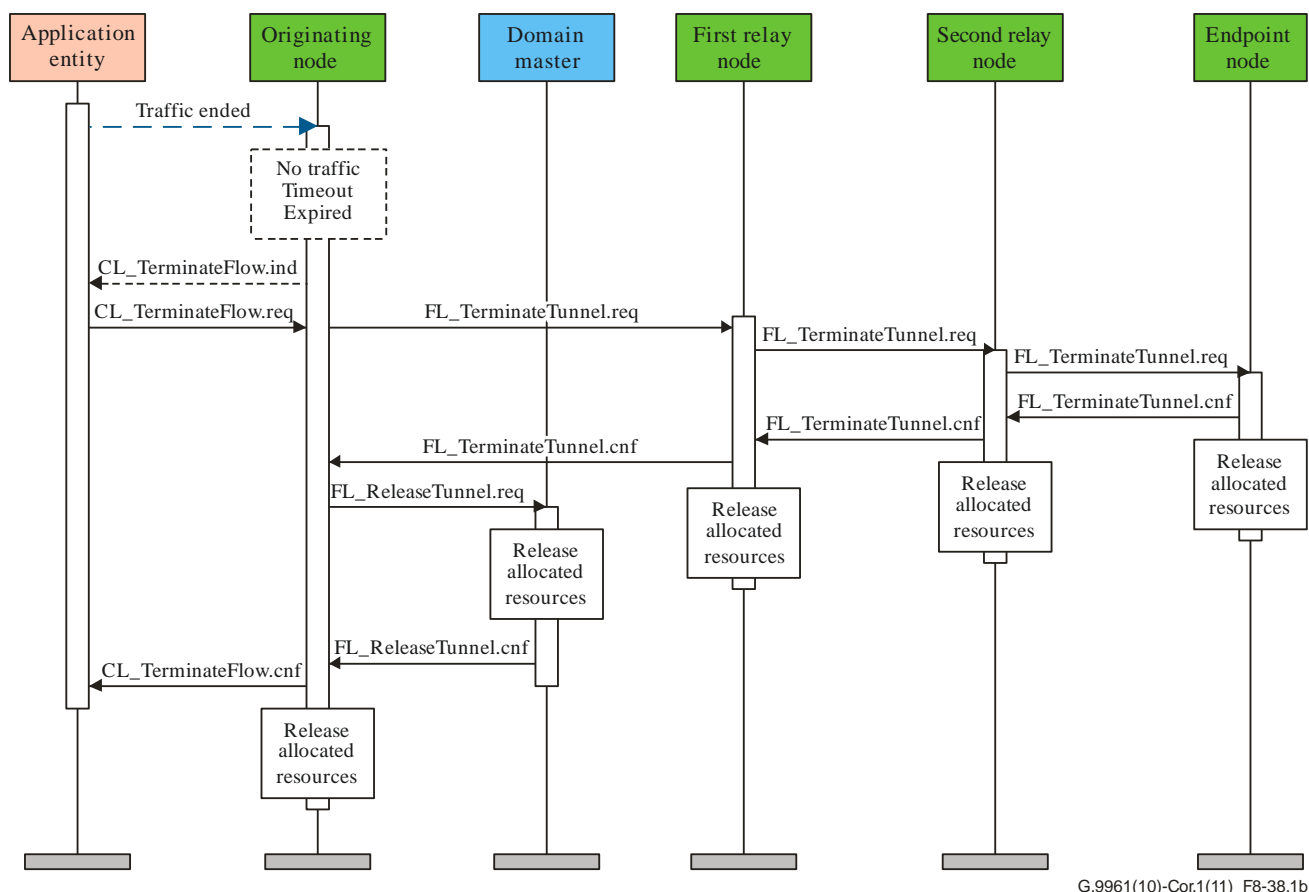 Application
entity
Originating
node
Domain
master
First relay
node
Second relay
node
Endpoint
node
Traffic ended
No traffic
Timeout
Expired
CL_TerminateFlow.ind
CL_TerminateFlow.req
FL_TerminateTunnel.req
FL_TerminateTunnel.req
FL_TerminateTunnel.req
FL_TerminateTunnel.cnf
FL_TerminateTunnel.cnf
FL_TerminateTunnel.cnf
Release
allocated
resources
Release
allocated
resources
Release
allocated
resources
FL_ReleaseTunnel.req
Release
allocated
resources
FL_ReleaseTunnel.cnf
CL_TerminateFlow.cnf
Release
allocated
resources
G.9961(10)-Cor.1(11)_F8-38.1b